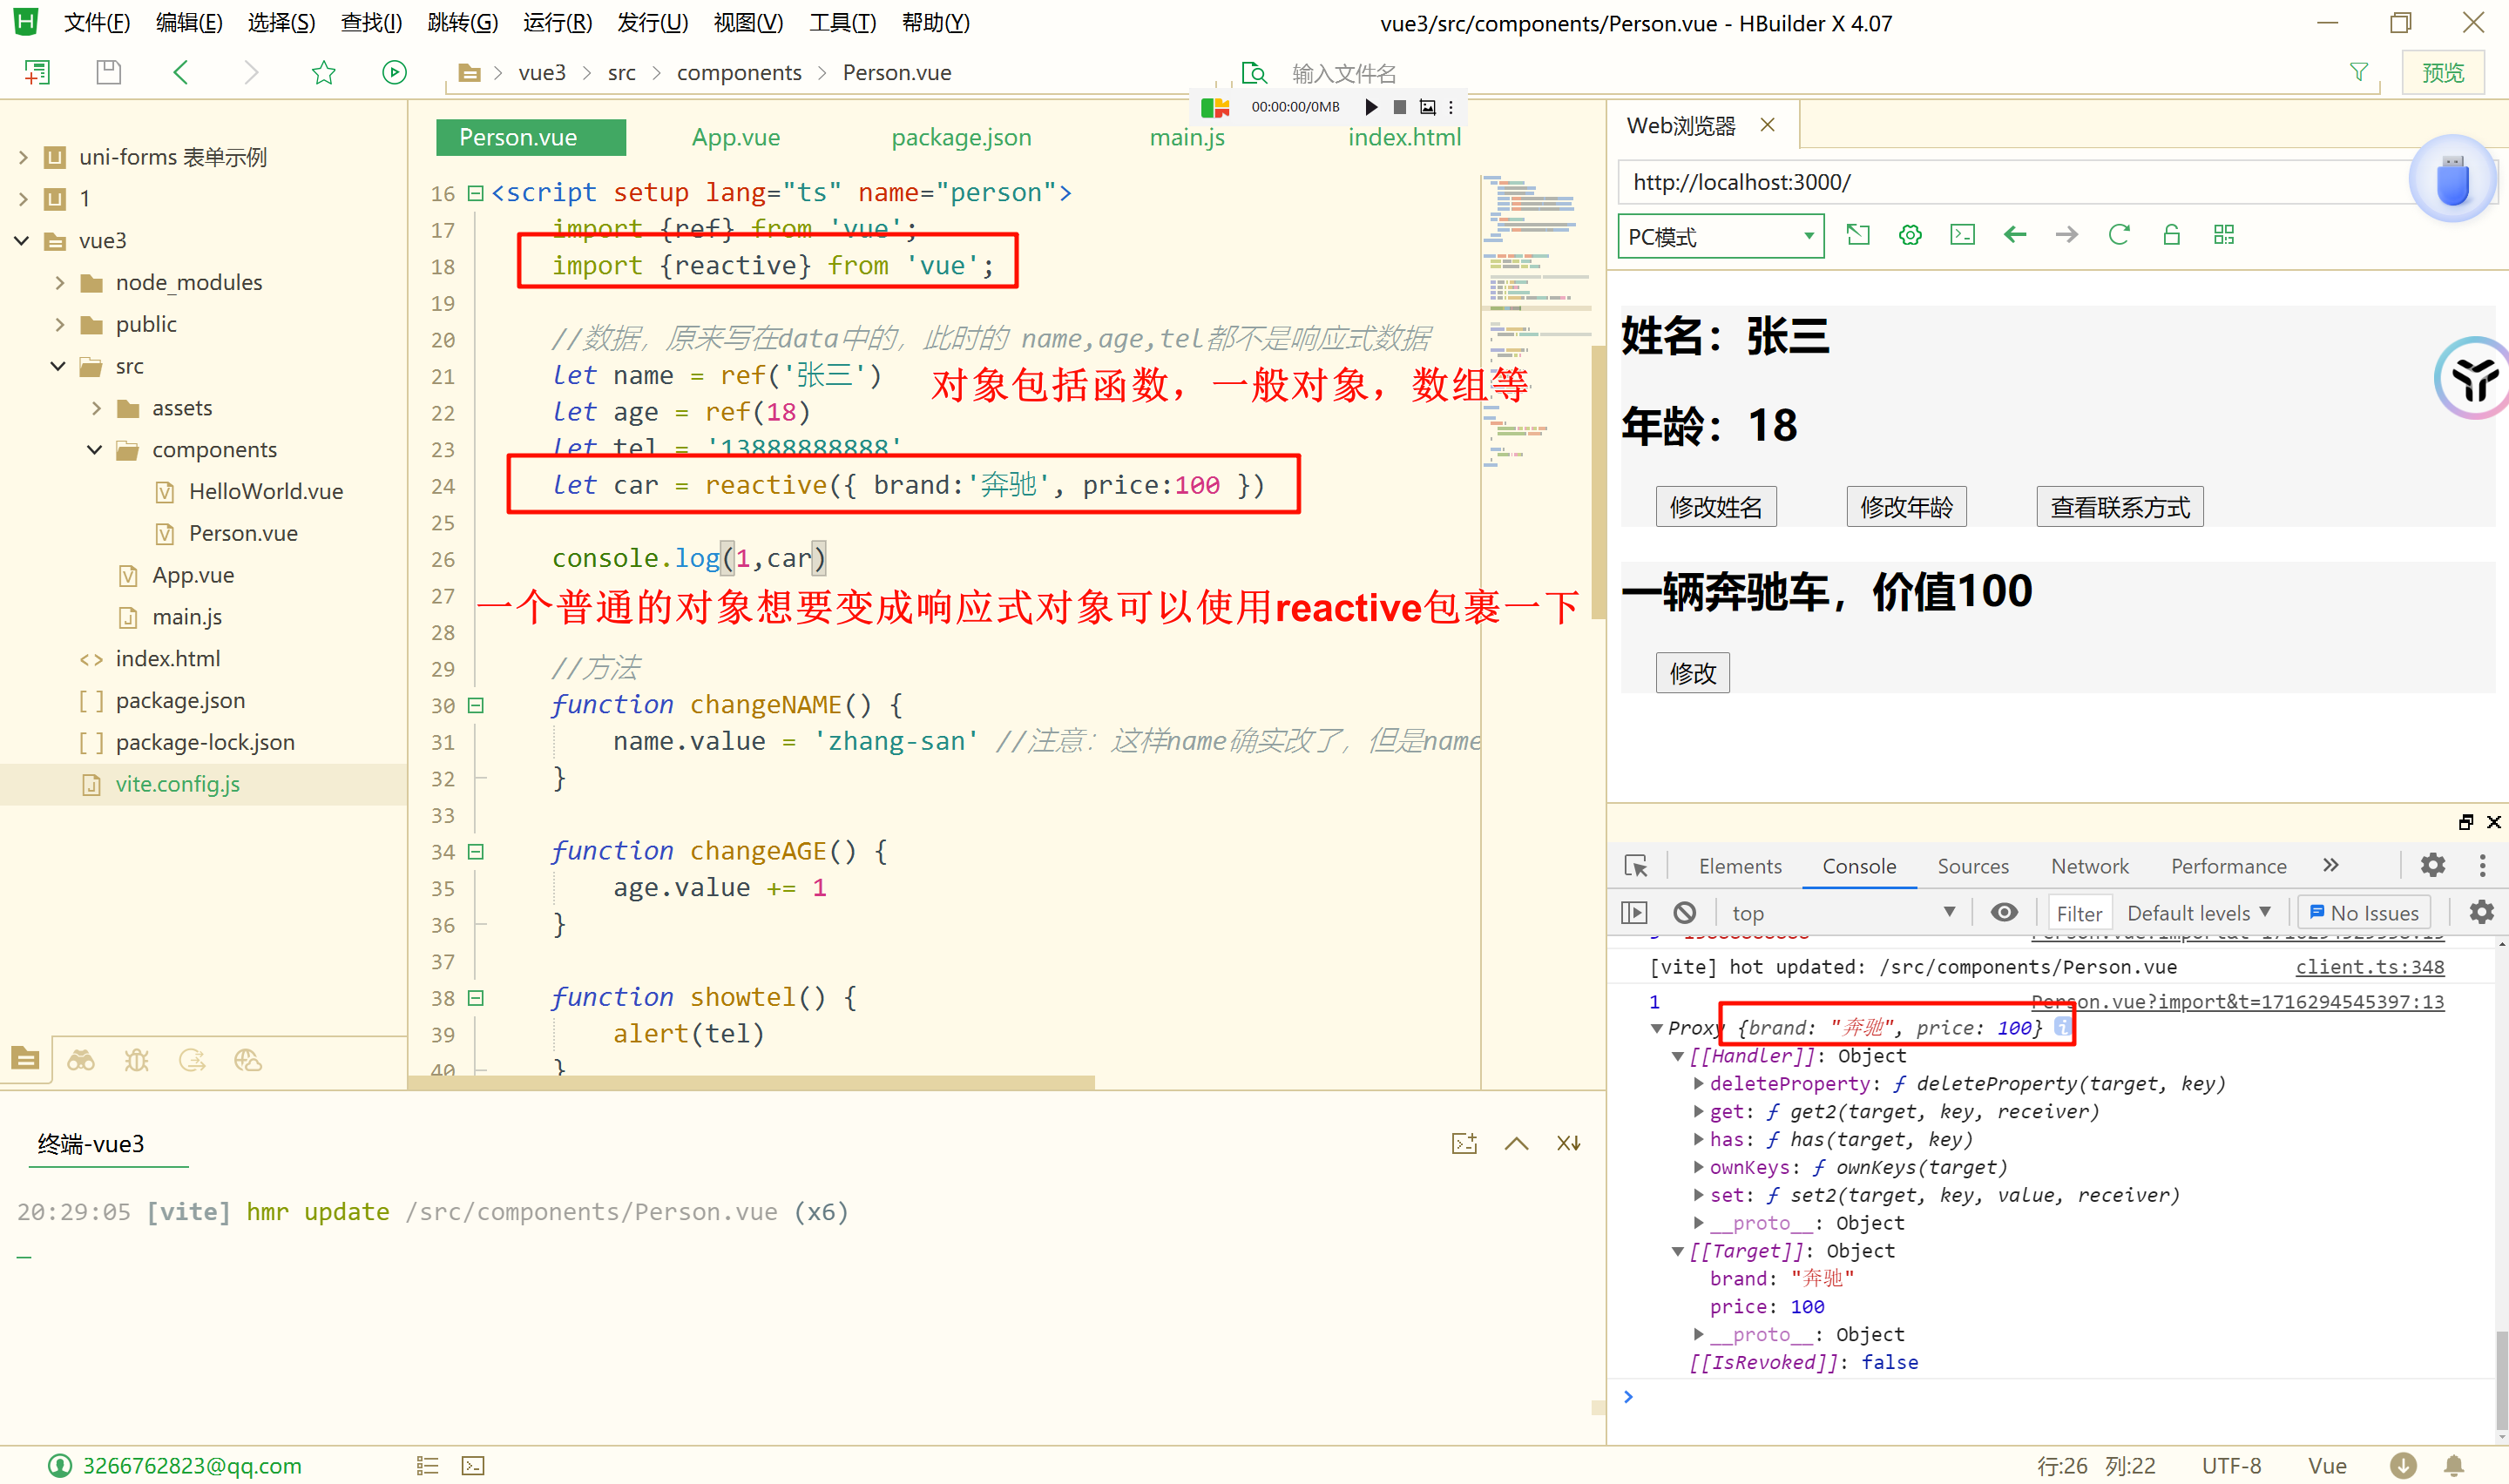 文件(F) 编辑(E) 选择(S) 查找(I) 跳转(G) 运行(R) 发行(U) 视图(V) 工具(T) 帮助(Y)
vue3/src/components/Person.vue - HBuilder X 4.07
vue3 > src > components > Person.vue
输入文件名
预览
00:00:00/0MB
uni-forms 表单示例
1
vue3
node_modules
public
src
assets
components
HelloWorld.vue
Person.vue
App.vue
main.js
index.html
package.json
package-lock.json
vite.config.js
Person.vue App.vue package.json main.js index.html
16 <script setup lang="ts" name="person">
17 import {ref} from 'vue';
18 import {reactive} from 'vue';
19
20 //数据，原来写在data中的，此时的 name,age,tel都不是响应式数据
21 let name = ref('张三')
对象包括函数，一般对象，数组等
22 let age = ref(18)
23 let tel = '13888888888'
24 let car = reactive({ brand:'奔驰', price:100 })
25
26 console.log(1,car)
27
一个普通的对象想要变成响应式对象可以使用reactive包裹一下
28
29 //方法
30 function changeNAME() {
31 name.value = 'zhang-san' //注意：这样name确实改了，但是name
32 }
33
34 function changeAGE() {
35 age.value += 1
36 }
37
38 function showtel() {
39 alert(tel)
40 }
Web浏览器
http://localhost:3000/
PC模式
姓名：张三
年龄：18
修改姓名 修改年龄 查看联系方式
一辆奔驰车，价值100
修改
Elements Console Sources Network Performance
top Filter Default levels No Issues
[vite] hot updated: /src/components/Person.vue client.ts:348
1 Person.vue?import&t=1716294545397:13
Proxy {brand: "奔驰", price: 100}
[[Handler]]: Object
deleteProperty: ƒ deleteProperty(target, key)
get: ƒ get2(target, key, receiver)
has: ƒ has(target, key)
ownKeys: ƒ ownKeys(target)
set: ƒ set2(target, key, value, receiver)
__proto__: Object
[[Target]]: Object
brand: "奔驰"
price: 100
__proto__: Object
[[IsRevoked]]: false
终端-vue3
20:29:05 [vite] hmr update /src/components/Person.vue (x6)
3266762823@qq.com
行:26 列:22 UTF-8 Vue